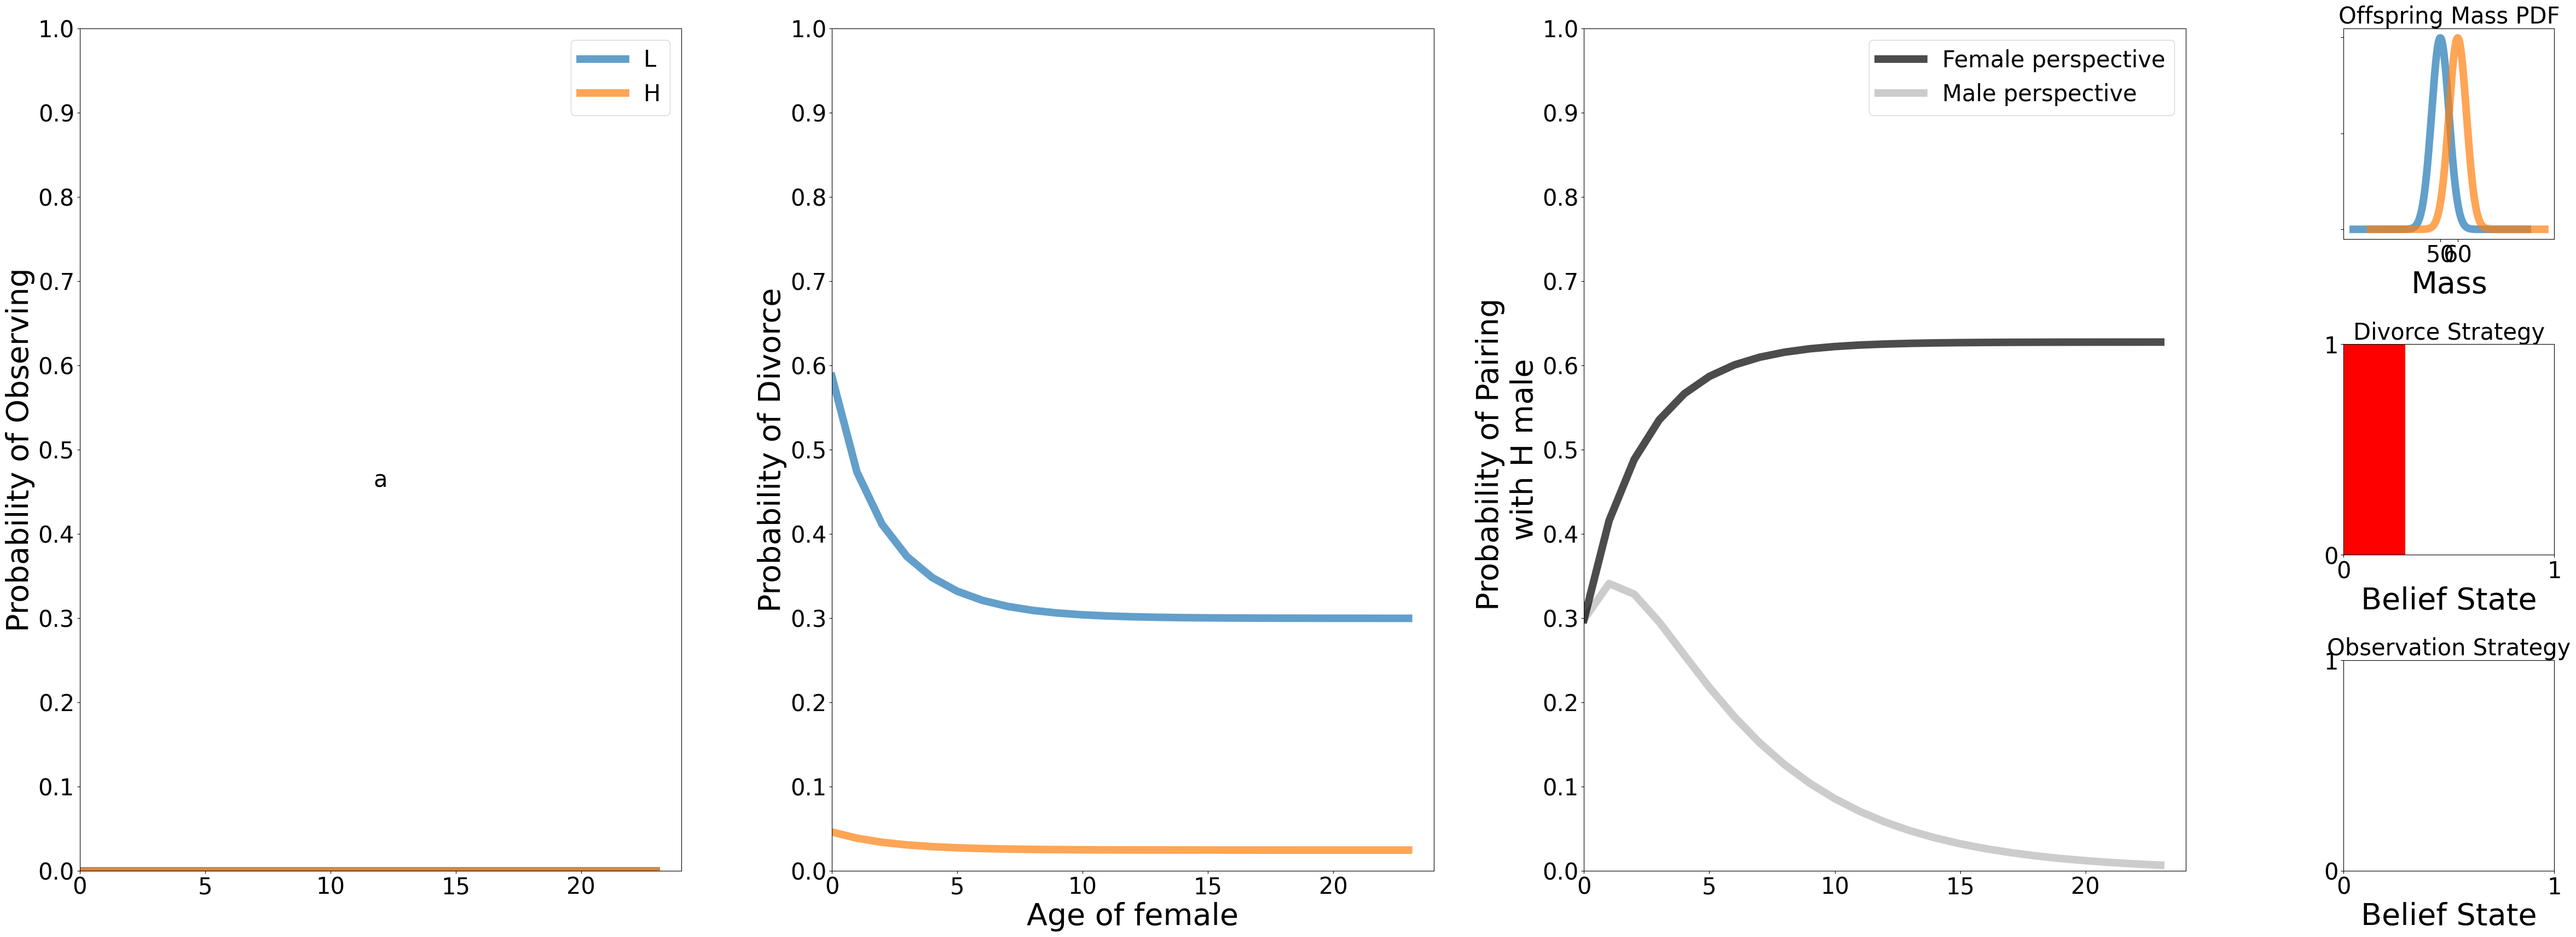 Probability of Observing
1.0
0.9
0.8
0.7
0.6
0.5
0.4
0.3
0.2
0.1
0.0
0 5 10 15 20
L
H
a
Probability of Divorce
1.0
0.9
0.8
0.7
0.6
0.5
0.4
0.3
0.2
0.1
0.0
0 5 10 15 20
Age of female
Probability of Pairing
with H male
1.0
0.9
0.8
0.7
0.6
0.5
0.4
0.3
0.2
0.1
0.0
0 5 10 15 20
Female perspective
Male perspective
Offspring Mass PDF
50 60
Mass
Divorce Strategy
1
0
0 1
Belief State
Observation Strategy
1
0
0 1
Belief State